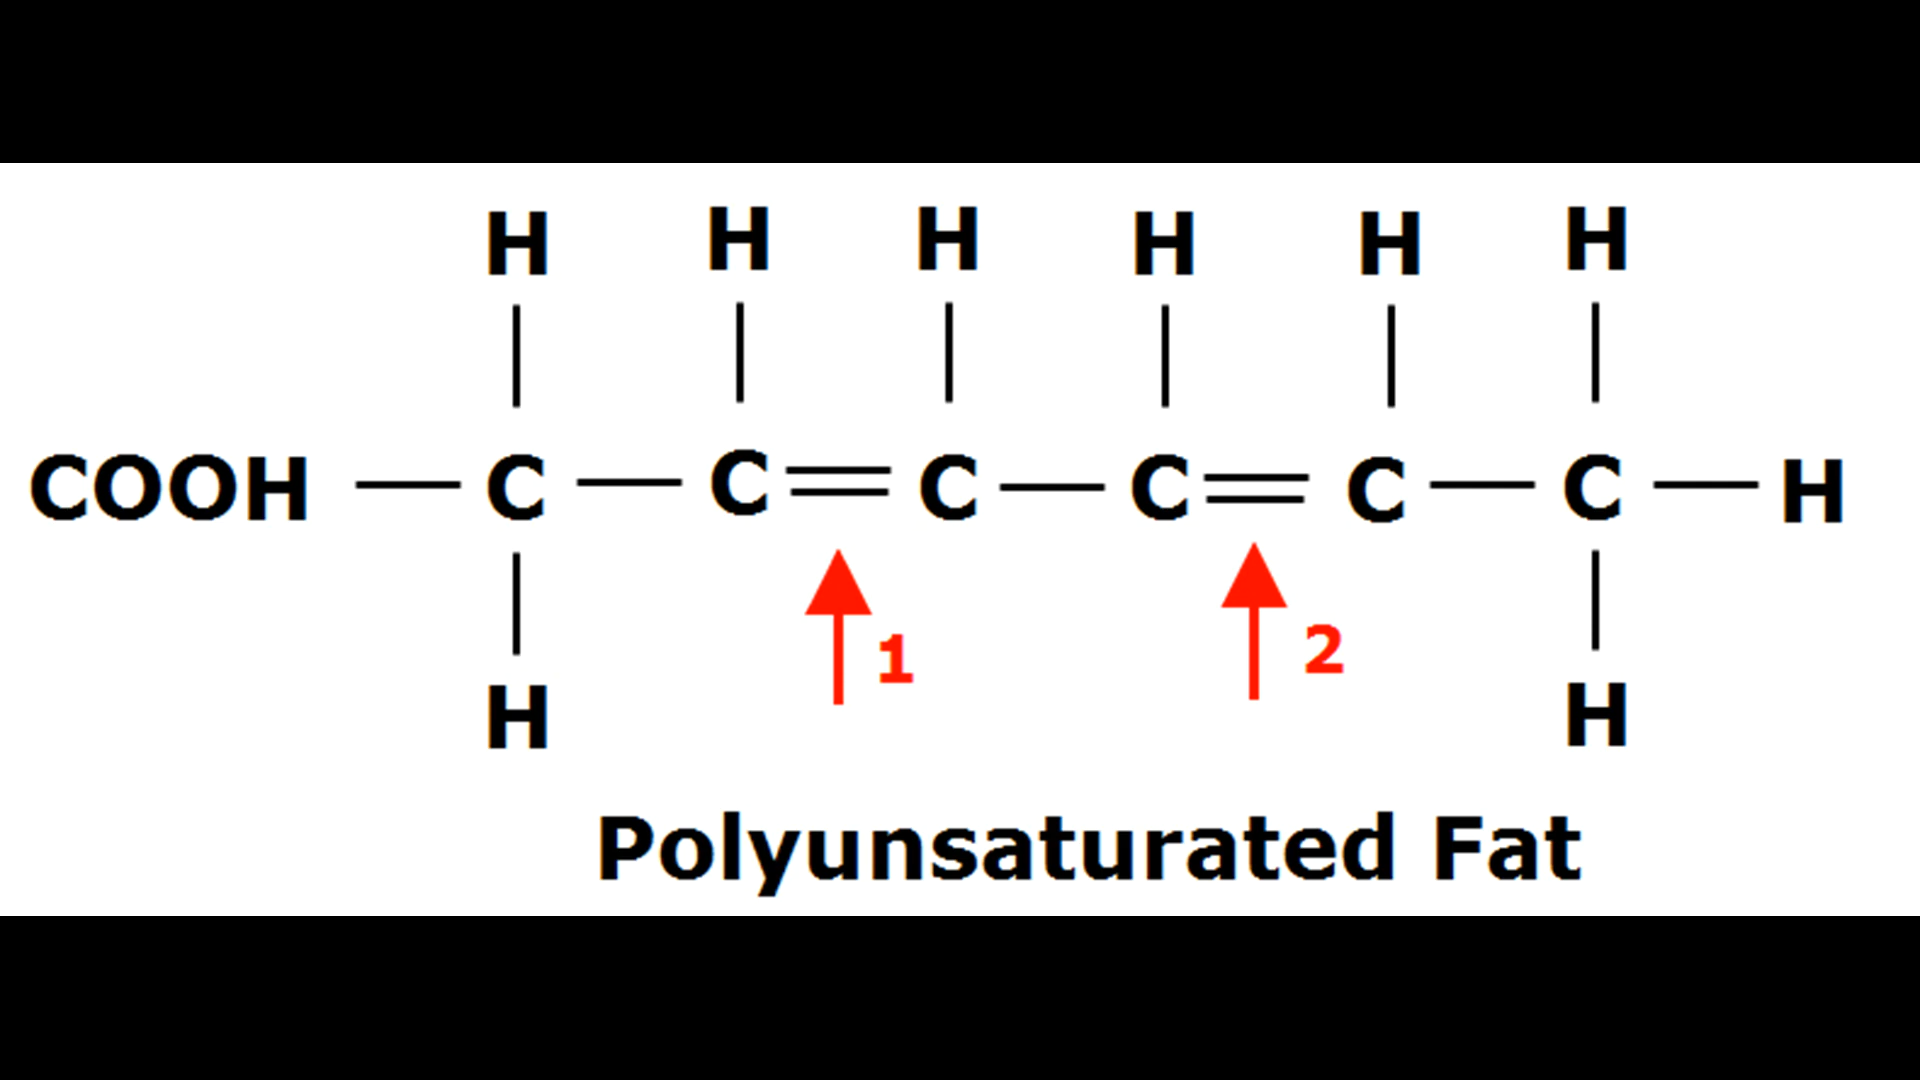 H H H H H H
COOH C C C C C C H
1 2
H H
Polyunsaturated Fat